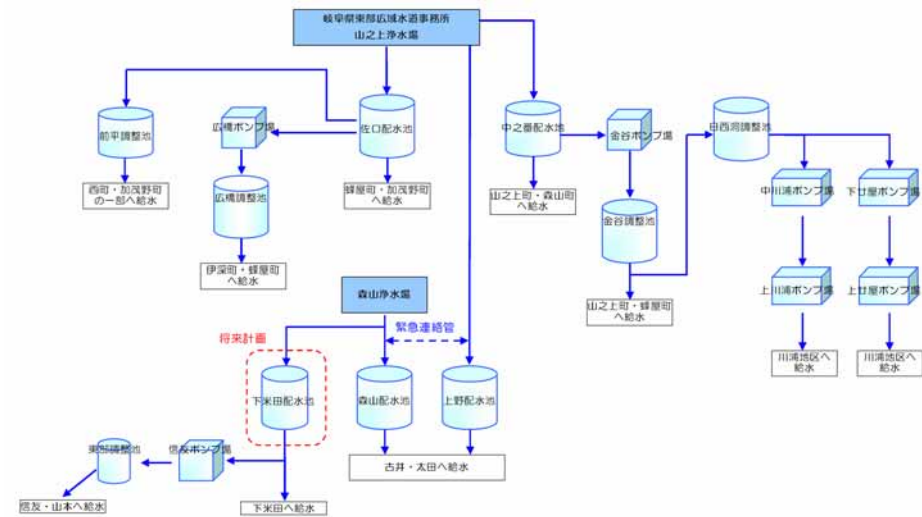 岐阜県東部広域水道事務所
山之上浄水場
前平調整池
広橋ポンプ場
佐口配水池
中之番配水池
金谷ポンプ場
日西洞調整池
西町・加茂野町
の一部へ給水
広橋調整池
蜂屋町・加茂野町
へ給水
山之上町・森山町
へ給水
金谷調整池
中川浦ポンプ場
下廿屋ポンプ場
伊深町・蜂屋町
へ給水
森山浄水場
山之上町・蜂屋町
へ給水
上川浦ポンプ場
上廿屋ポンプ場
将来計画
緊急連絡管
川浦地区へ
給水
川浦地区へ
給水
下米田配水池
森山配水池
上野配水池
東部調整池
信友ポンプ場
古井・太田へ給水
信友・山本へ給水
下米田へ給水